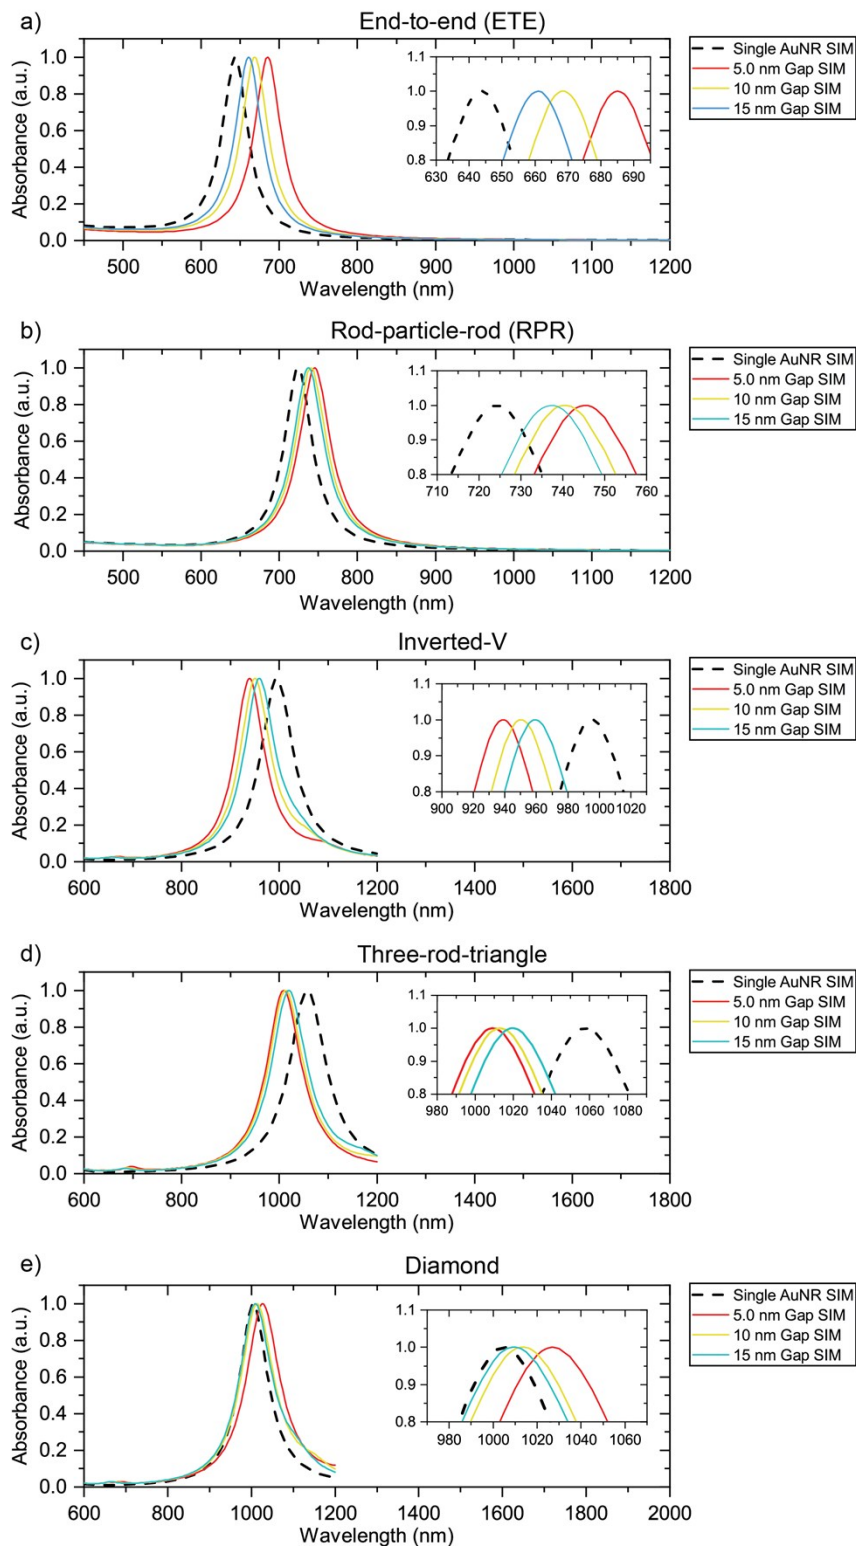 a) End-to-end (ETE)
Absorbance (a.u.)
1.0
0.8
0.6
0.4
0.2
0.0
500 600 700 800 900 1000 1100 1200
Wavelength (nm)
1.1
1.0
0.9
0.8
630 640 650 660 670 680 690
Single AuNR SIM
5.0 nm Gap SIM
10 nm Gap SIM
15 nm Gap SIM
b) Rod-particle-rod (RPR)
Absorbance (a.u.)
1.0
0.8
0.6
0.4
0.2
0.0
500 600 700 800 900 1000 1100 1200
Wavelength (nm)
1.1
1.0
0.9
0.8
710 720 730 740 750 760
Single AuNR SIM
5.0 nm Gap SIM
10 nm Gap SIM
15 nm Gap SIM
c) Inverted-V
Absorbance (a.u.)
1.0
0.8
0.6
0.4
0.2
0.0
600 800 1000 1200 1400 1600 1800
Wavelength (nm)
1.1
1.0
0.9
0.8
900 920 940 960 980 1000 1020
Single AuNR SIM
5.0 nm Gap SIM
10 nm Gap SIM
15 nm Gap SIM
d) Three-rod-triangle
Absorbance (a.u.)
1.0
0.8
0.6
0.4
0.2
0.0
600 800 1000 1200 1400 1600 1800
Wavelength (nm)
1.1
1.0
0.9
0.8
980 1000 1020 1040 1060 1080
Single AuNR SIM
5.0 nm Gap SIM
10 nm Gap SIM
15 nm Gap SIM
e) Diamond
Absorbance (a.u.)
1.0
0.8
0.6
0.4
0.2
0.0
600 800 1000 1200 1400 1600 1800 2000
Wavelength (nm)
1.1
1.0
0.9
0.8
980 1000 1020 1040 1060
Single AuNR SIM
5.0 nm Gap SIM
10 nm Gap SIM
15 nm Gap SIM